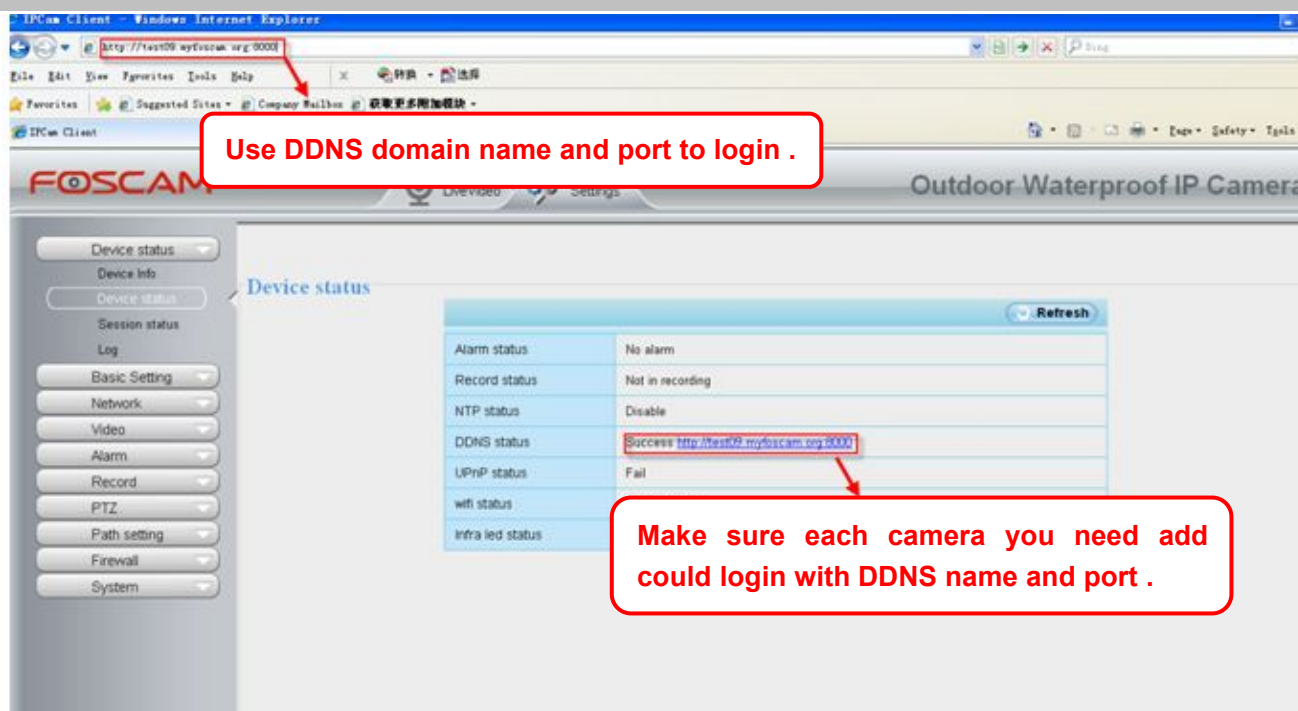 IPCam Client - Windows Internet Explorer
http://test09.myfoscam.org:8000
Bing
File Edit View Favorites Tools Help x 转换 选择
Favorites Suggested Sites Company Mailbox 获取更多附加模块
IPCam Client Page Safety Tools
Use DDNS domain name and port to login .
FOSCAM Live Video Settings Outdoor Waterproof IP Camera
Device status
Device Info
Device status
Session status
Log
Basic Setting
Network
Video
Alarm
Record
PTZ
Path setting
Firewall
System
Device status
Refresh
Alarm status No alarm
Record status Not in recording
NTP status Disable
DDNS status Success http://test09.myfoscam.org:8000
UPnP status Fail
wifi status
Infra led status
Make sure each camera you need add
could login with DDNS name and port .